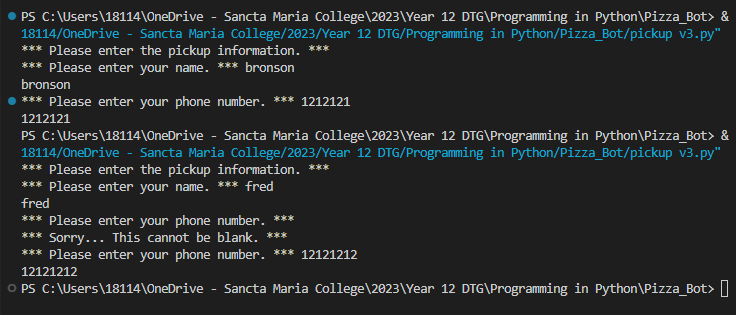 PS C:\Users\18114\OneDrive - Sancta Maria College\2023\Year 12 DTG\Programming in Python\Pizza_Bot> &
18114/OneDrive - Sancta Maria College/2023/Year 12 DTG/Programming in Python/Pizza_Bot/pickup v3.py"
*** Please enter the pickup information. ***
*** Please enter your name. *** bronson
bronson
*** Please enter your phone number. *** 1212121
1212121
PS C:\Users\18114\OneDrive - Sancta Maria College\2023\Year 12 DTG\Programming in Python\Pizza_Bot> &
18114/OneDrive - Sancta Maria College/2023/Year 12 DTG/Programming in Python/Pizza_Bot/pickup v3.py"
*** Please enter the pickup information. ***
*** Please enter your name. *** fred
fred
*** Please enter your phone number. ***
*** Sorry... This cannot be blank. ***
*** Please enter your phone number. *** 12121212
12121212
PS C:\Users\18114\OneDrive - Sancta Maria College\2023\Year 12 DTG\Programming in Python\Pizza_Bot>